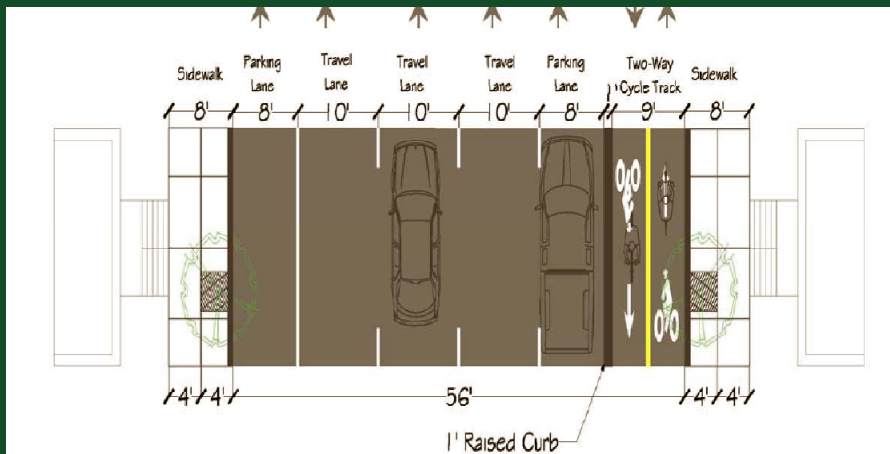 Sidewalk
Parking
Lane
Travel
Lane
Travel
Lane
Travel
Lane
Parking
Lane
Two-Way
Cycle Track
Sidewalk
8' 8' 10' 10' 10' 8' 1' 9' 8'
4' 4' 56' 4' 4'
1' Raised Curb